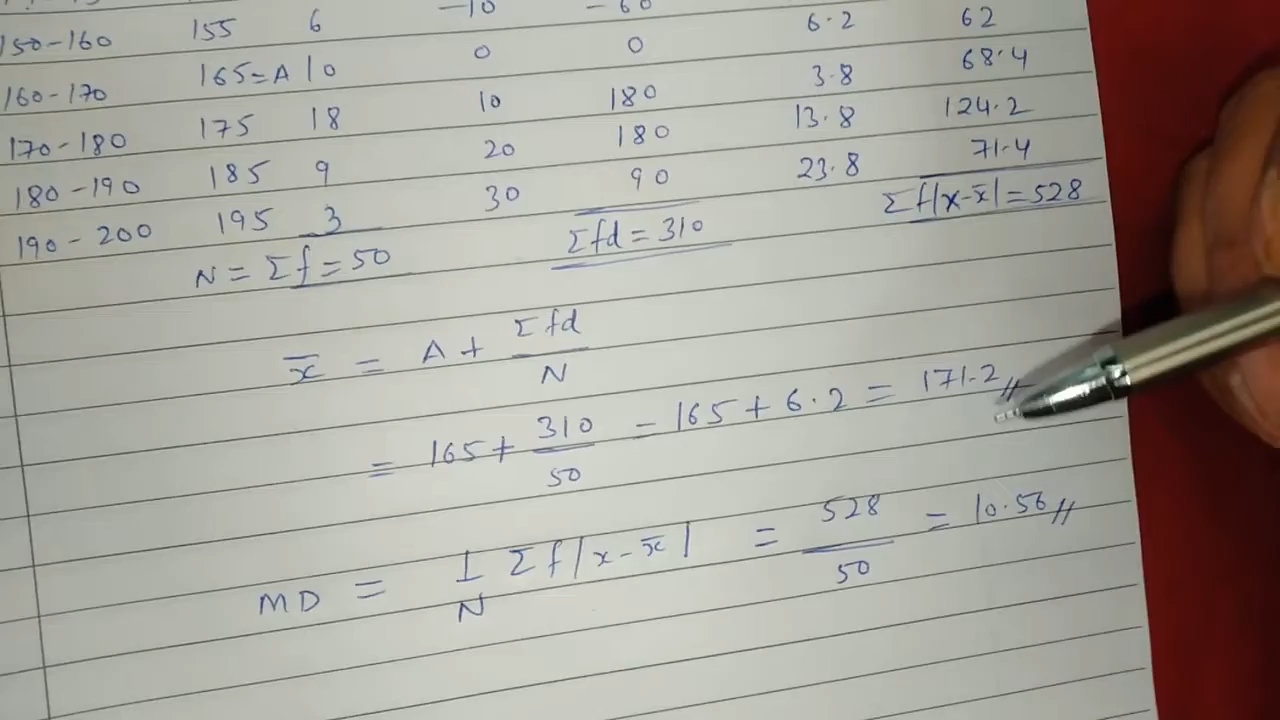 150-160 155 6 -10 -60 6.2 62
160-170 165=A 10 0 0 3.8 68.4
170-180 175 18 10 180 13.8 124.2
180-190 185 9 20 180 23.8 71.4
190-200 195 3 30 90 Σf|x-x̄|=528
N = Σf = 50 Σfd = 310
x̄ = A + Σfd/N
= 165 + 310/50 = 165 + 6.2 = 171.2//
MD = 1/N Σf|x-x̄| = 528/50 = 10.56//